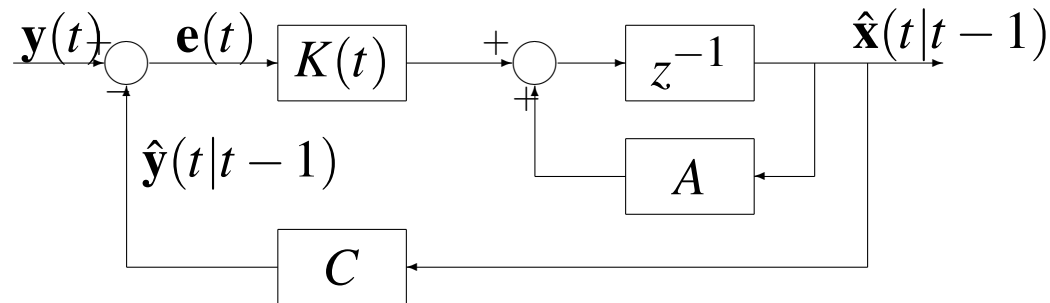 y(t) + e(t) K(t) + z⁻¹ x̂(t|t − 1)
− +
ŷ(t|t − 1) A
C